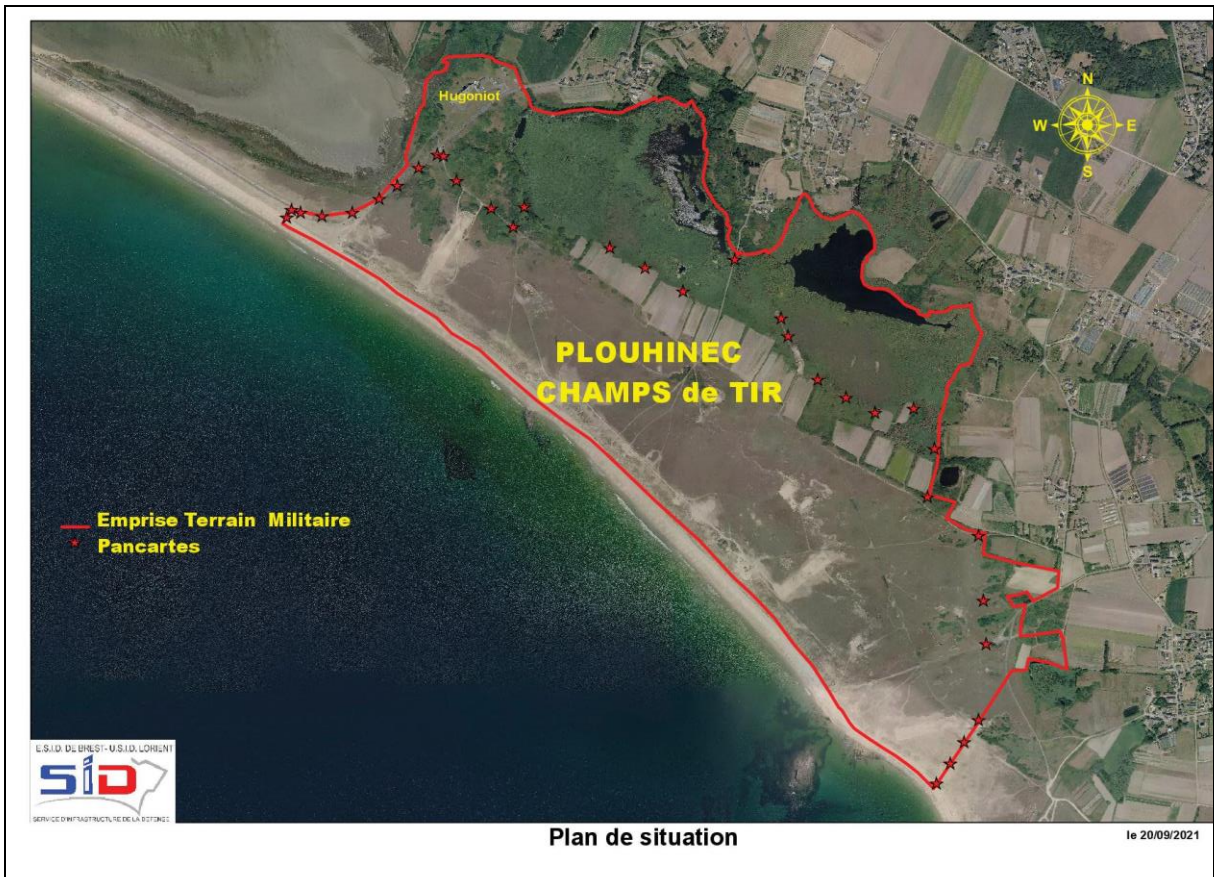 Hugoniot
N
W E
S
PLOUHINEC
CHAMPS de TIR
Emprise Terrain Militaire
Pancartes
E.S.I.D. DE BREST- U.S.I.D. LORIENT
SID
SERVICE D'INFRASTRUCTURE DE LA DEFENSE
Plan de situation
le 20/09/2021